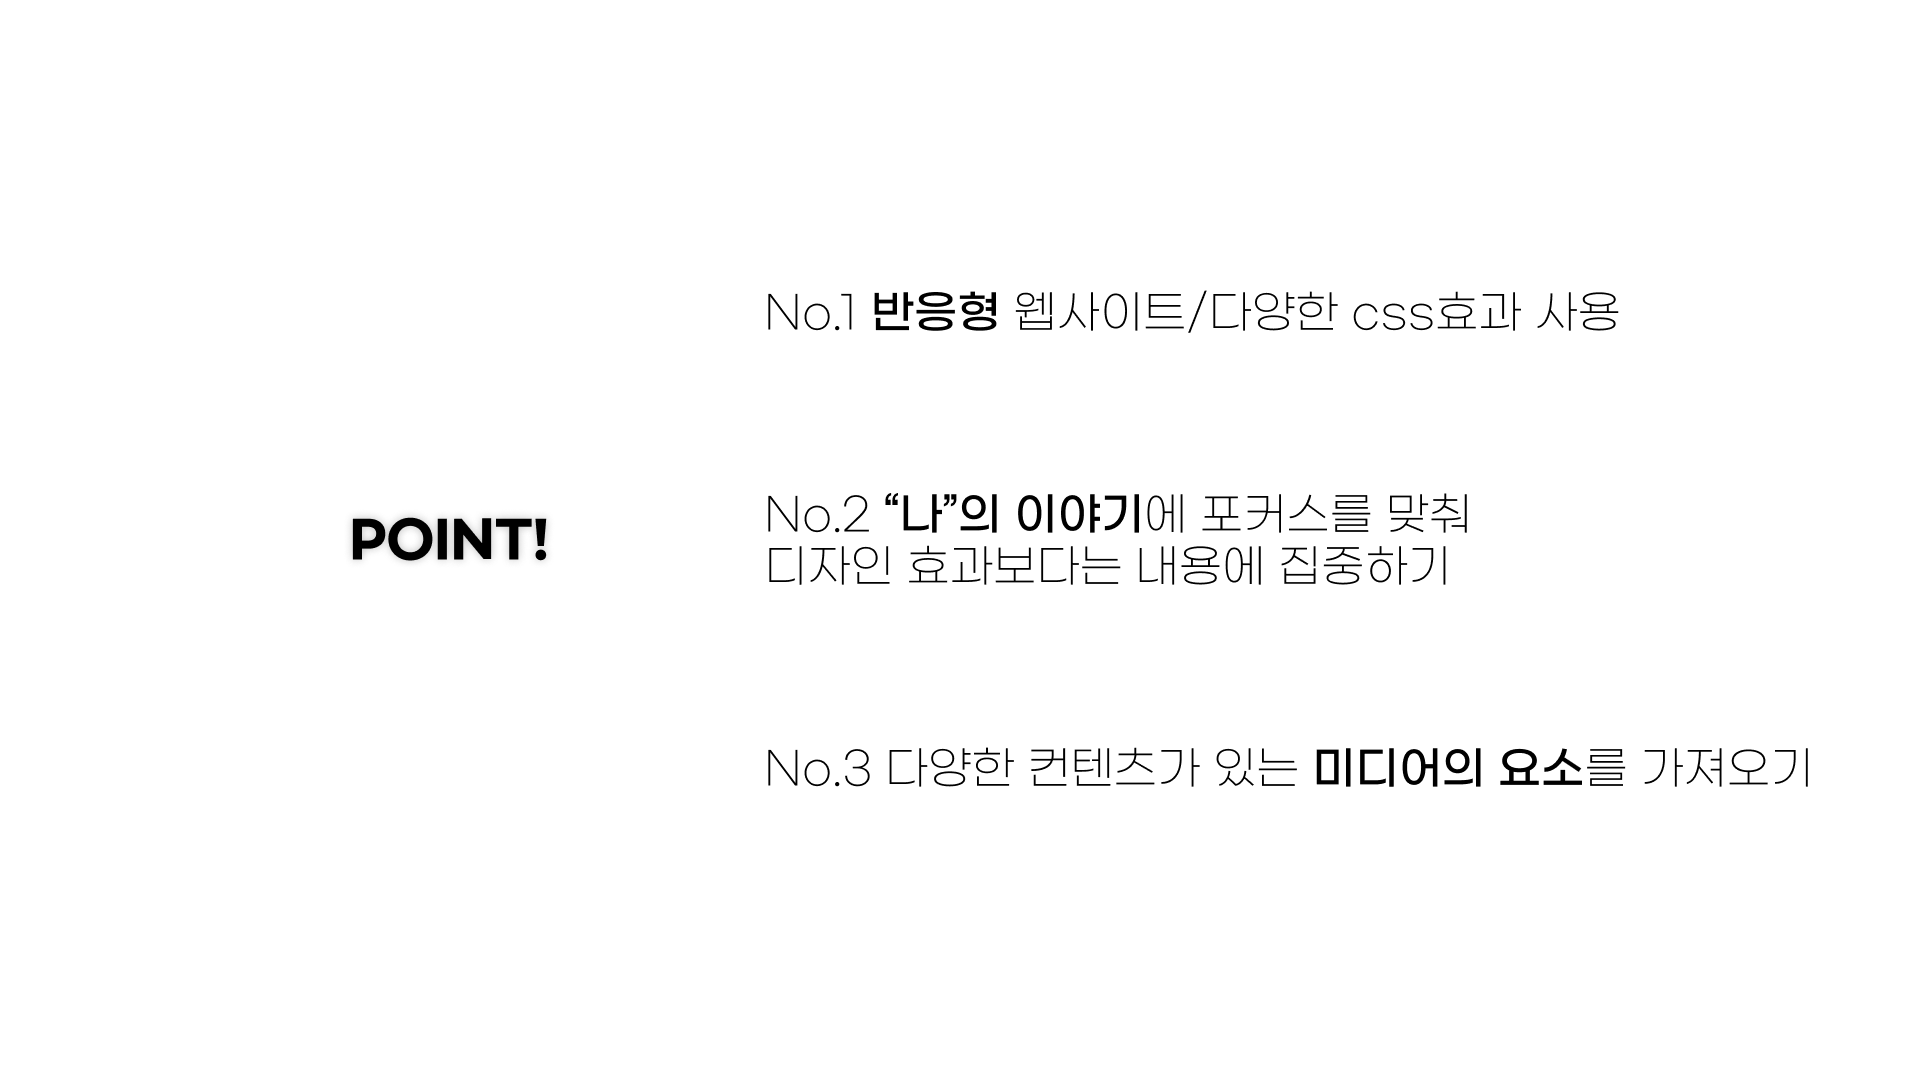 POINT!
No.1 반응형 웹사이트/다양한 css효과 사용
No.2 “나”의 이야기에 포커스를 맞춰
디자인 효과보다는 내용에 집중하기
No.3 다양한 컨텐츠가 있는 미디어의 요소를 가져오기